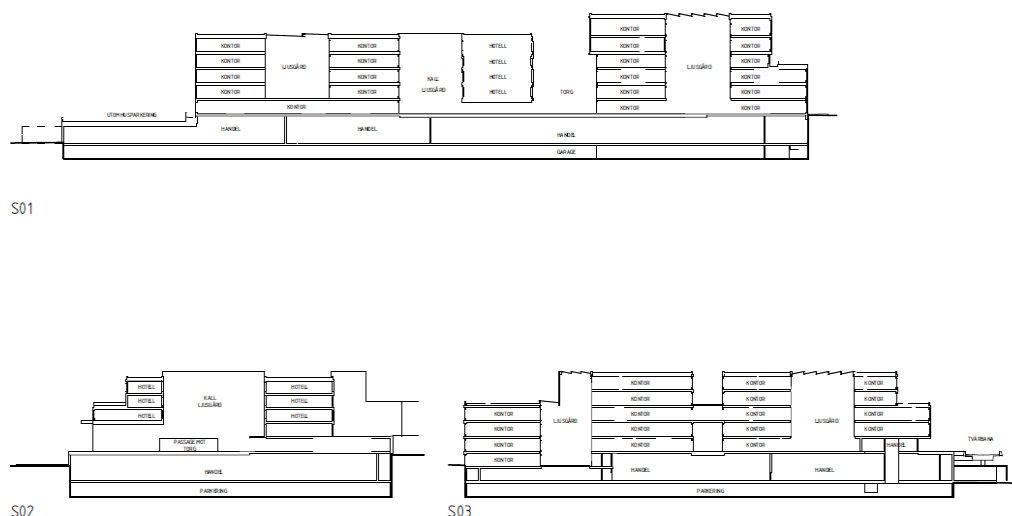 KONTOR KONTOR
KONTOR KONTOR HOTELL KONTOR KONTOR
KONTOR KONTOR HOTELL KONTOR KONTOR
LJUSGÅRD LJUSGÅRD
KONTOR KONTOR KALL HOTELL KONTOR KONTOR
LJUSGÅRD
KONTOR KONTOR HOTELL TORG KONTOR KONTOR
KONTOR KONTOR KONTOR
UTOMHUSPARKERING
HANDEL HANDEL HANDEL
GARAGE
S01
HOTELL HOTELL
KALL
LJUSGÅRD
HOTELL HOTELL
HOTELL HOTELL
PASSAGE MOT
TORG
HANDEL
PARKERING
S02
KONTOR KONTOR KONTOR
KONTOR KONTOR KONTOR
KONTOR KONTOR KONTOR KONTOR
LJUSGÅRD LJUSGÅRD
KONTOR KONTOR KONTOR KONTOR
KONTOR KONTOR KONTOR HANDEL TVÄRBANA
KONTOR
HANDEL HANDEL
PARKERING
S03